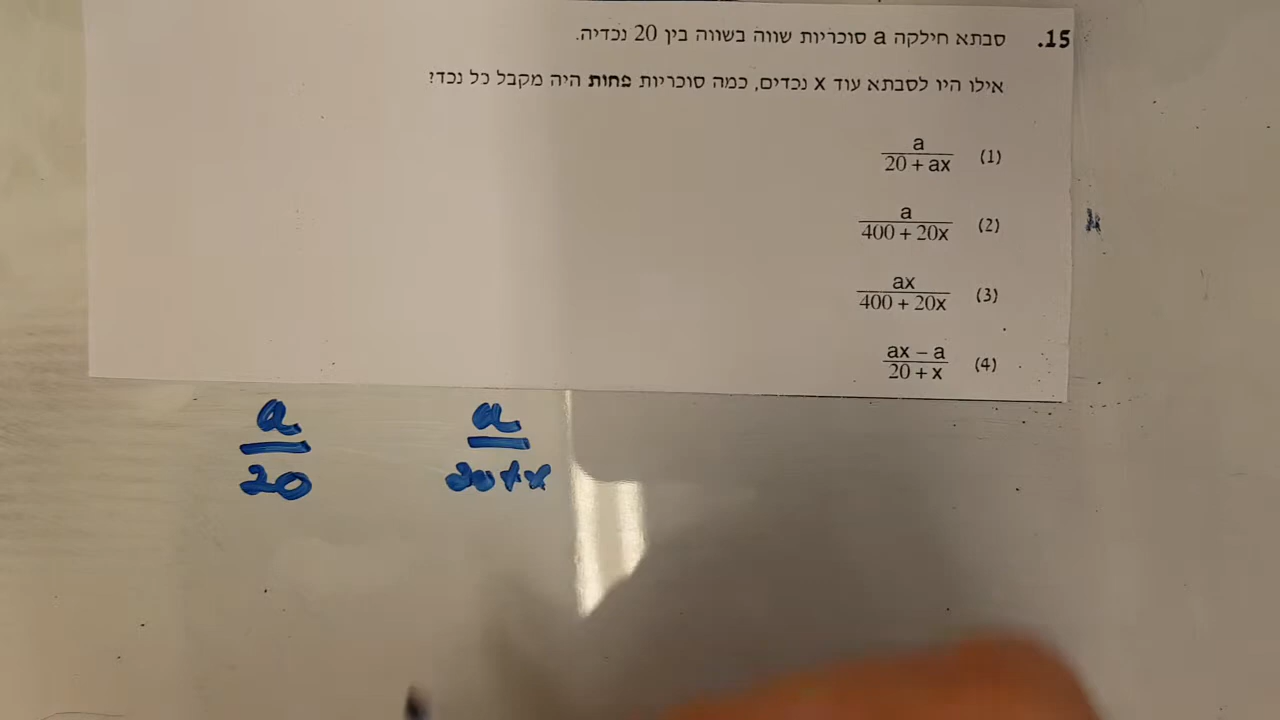 15. סבתא חילקה a סוכריות שווה בשווה בין 20 נכדיה.
אילו היו לסבתא עוד x נכדים, כמה סוכריות פחות היה מקבל כל נכד?
(1) a / 20 + ax
(2) a / 400 + 20x
(3) ax / 400 + 20x
(4) ax − a / 20 + x
a / 20   a / 20+x